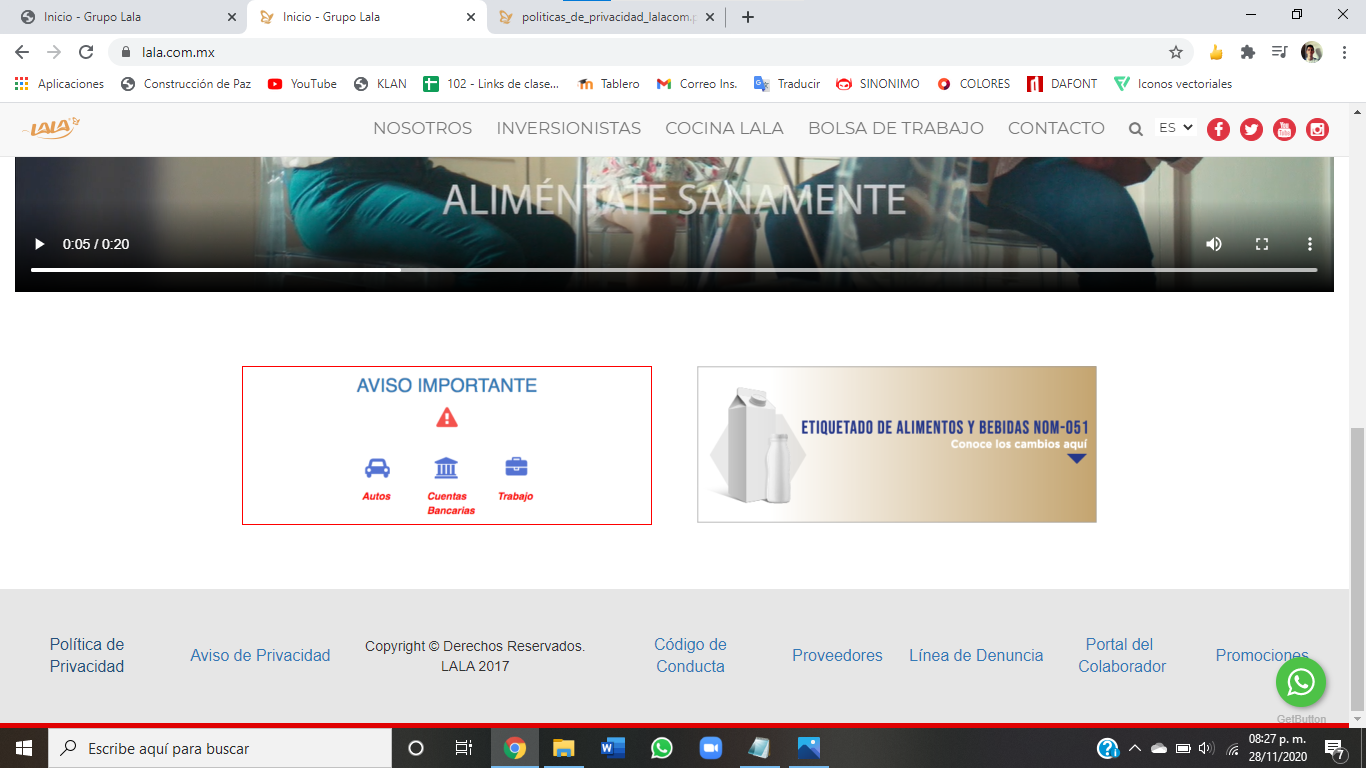 Inicio - Grupo Lala
Inicio - Grupo Lala
politicas_de_privacidad_lalacom.p
lala.com.mx
Aplicaciones
Construcción de Paz
YouTube
KLAN
102 - Links de clase...
Tablero
Correo Ins.
Traducir
SINONIMO
COLORES
DAFONT
Iconos vectoriales
LALA
NOSOTROS
INVERSIONISTAS
COCINA LALA
BOLSA DE TRABAJO
CONTACTO
ES
ALIMÉNTATE SANAMENTE
0:05 / 0:20
AVISO IMPORTANTE
Autos
Cuentas
Bancarias
Trabajo
ETIQUETADO DE ALIMENTOS Y BEBIDAS NOM-051
Conoce los cambios aquí
Política de
Privacidad
Aviso de Privacidad
Copyright © Derechos Reservados.
LALA 2017
Código de
Conducta
Proveedores
Línea de Denuncia
Portal del
Colaborador
Promociones
GetButton
Escribe aquí para buscar
08:27 p. m.
28/11/2020
7